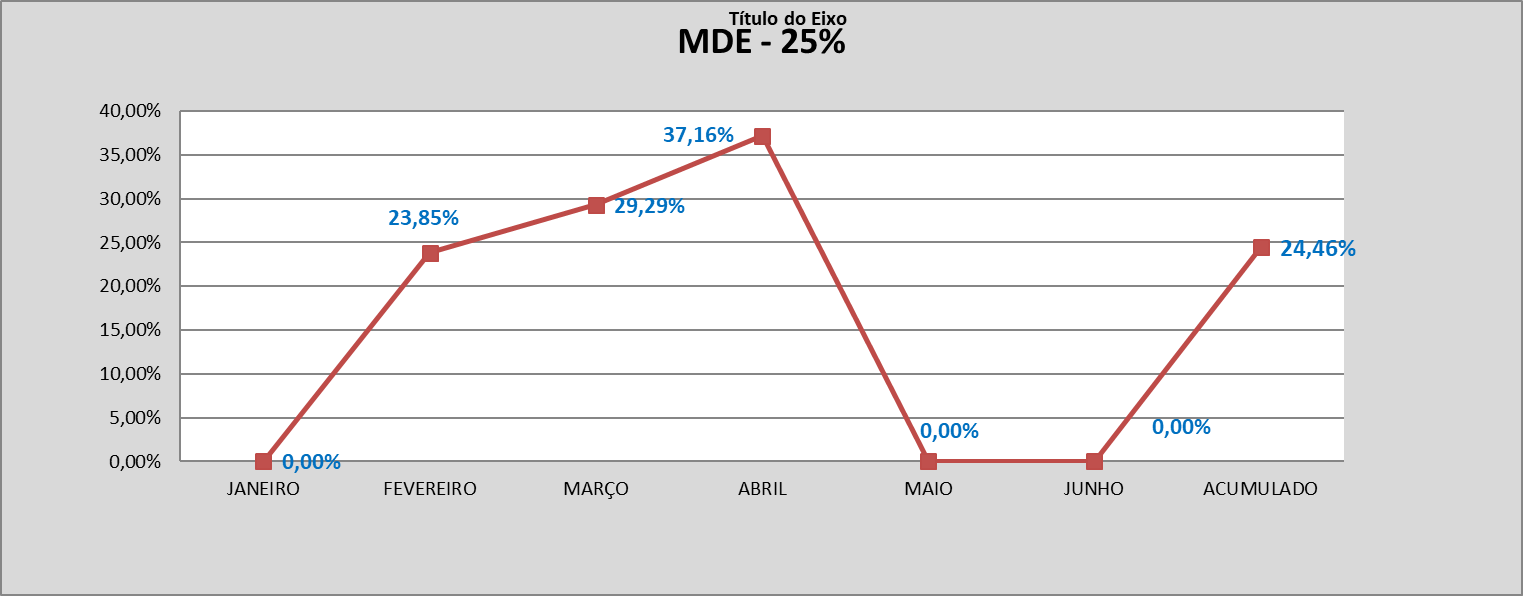 Título do Eixo
MDE - 25%
40,00%
35,00%
30,00%
25,00%
20,00%
15,00%
10,00%
5,00%
0,00%
0,00%
23,85%
29,29%
37,16%
0,00%
0,00%
24,46%
JANEIRO
FEVEREIRO
MARÇO
ABRIL
MAIO
JUNHO
ACUMULADO